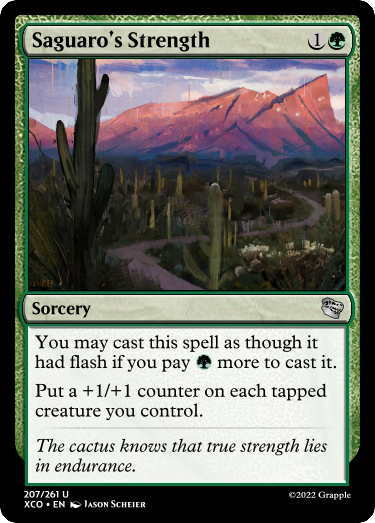 Saguaro's Strength 1
Sorcery
You may cast this spell as though it
had flash if you pay more to cast it.
Put a +1/+1 counter on each tapped
creature you control.
The cactus knows that true strength lies
in endurance.
207/261 U
XCO • EN Jason Scheier
©2022 Grapple